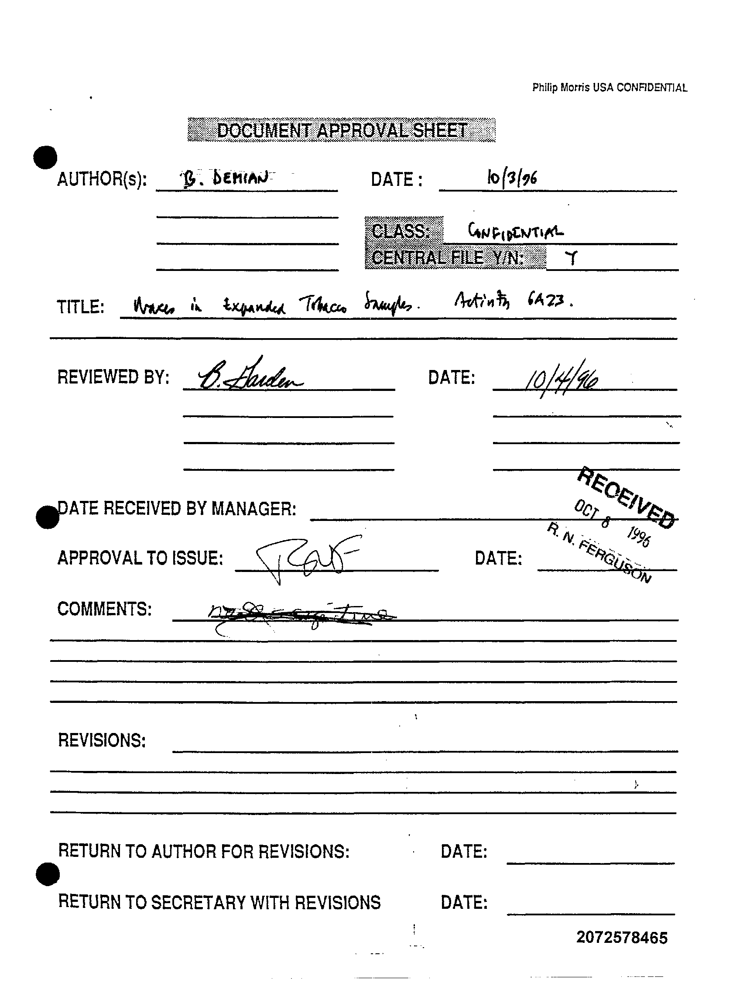 Philip Morris USA CONFIDENTIAL
DOCUMENT APPROVAL SHEET
AUTHOR(s): B. DEMIAN DATE: 10/3/96
CLASS: CONFIDENTIAL
CENTRAL FILE Y/N: Y
TITLE: Waxes in Expanded Tobacco Samples. Activity 6A23.
REVIEWED BY: B. Harden DATE: 10/4/96
RECEIVED
OCT 8 1996
R. N. FERGUSON
DATE RECEIVED BY MANAGER:
APPROVAL TO ISSUE: DATE:
COMMENTS:
REVISIONS:
RETURN TO AUTHOR FOR REVISIONS: DATE:
RETURN TO SECRETARY WITH REVISIONS DATE:
2072578465